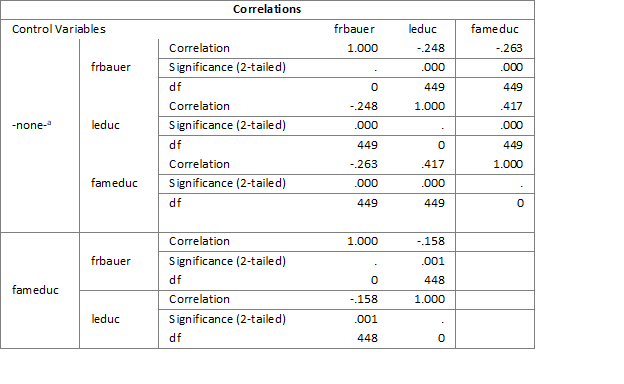 Correlations
Control Variables frbauer leduc fameduc
Correlation 1.000 -.248 -.263
frbauer Significance (2-tailed) . .000 .000
df 0 449 449
Correlation -.248 1.000 .417
-none-a leduc Significance (2-tailed) .000 . .000
df 449 0 449
Correlation -.263 .417 1.000
fameduc Significance (2-tailed) .000 .000 .
df 449 449 0
Correlation 1.000 -.158
frbauer Significance (2-tailed) . .001
df 0 448
fameduc
Correlation -.158 1.000
leduc Significance (2-tailed) .001 .
df 448 0